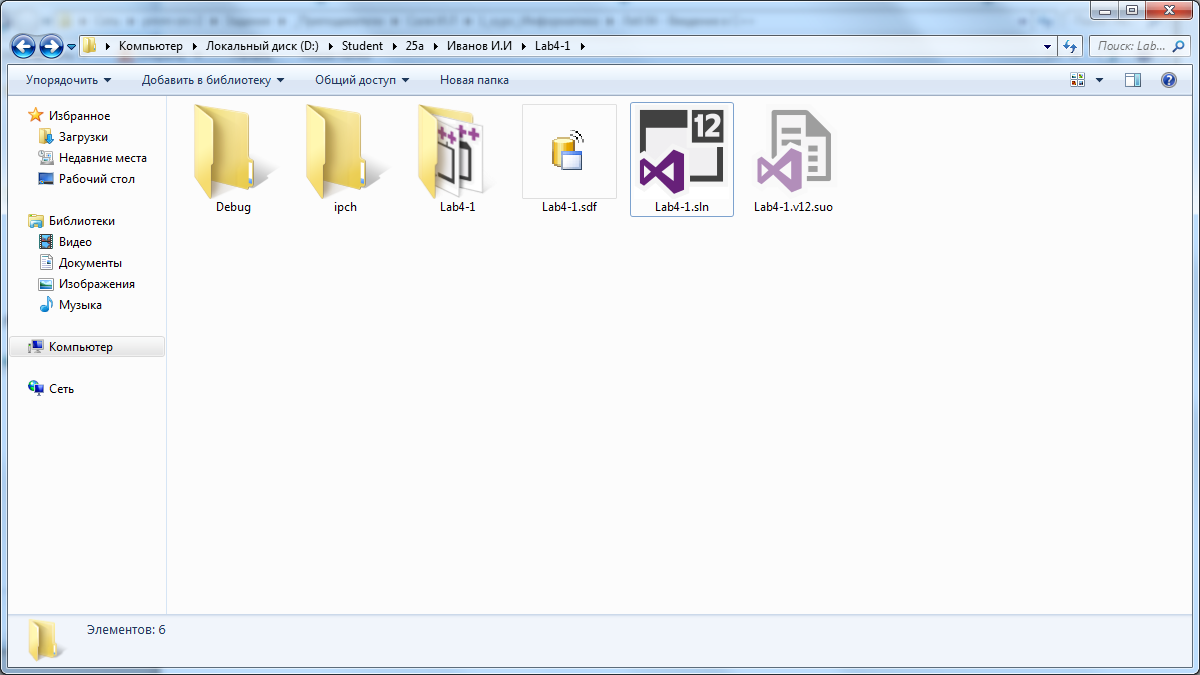 Компьютер Локальный диск (D:) Student 25a Иванов И.И Lab4-1 Поиск: Lab...
Упорядочить Добавить в библиотеку Общий доступ Новая папка
Избранное
Загрузки
Недавние места
Рабочий стол
Библиотеки
Видео
Документы
Изображения
Музыка
Компьютер
Сеть
12
Debug ipch Lab4-1 Lab4-1.sdf Lab4-1.sln Lab4-1.v12.suo
Элементов: 6